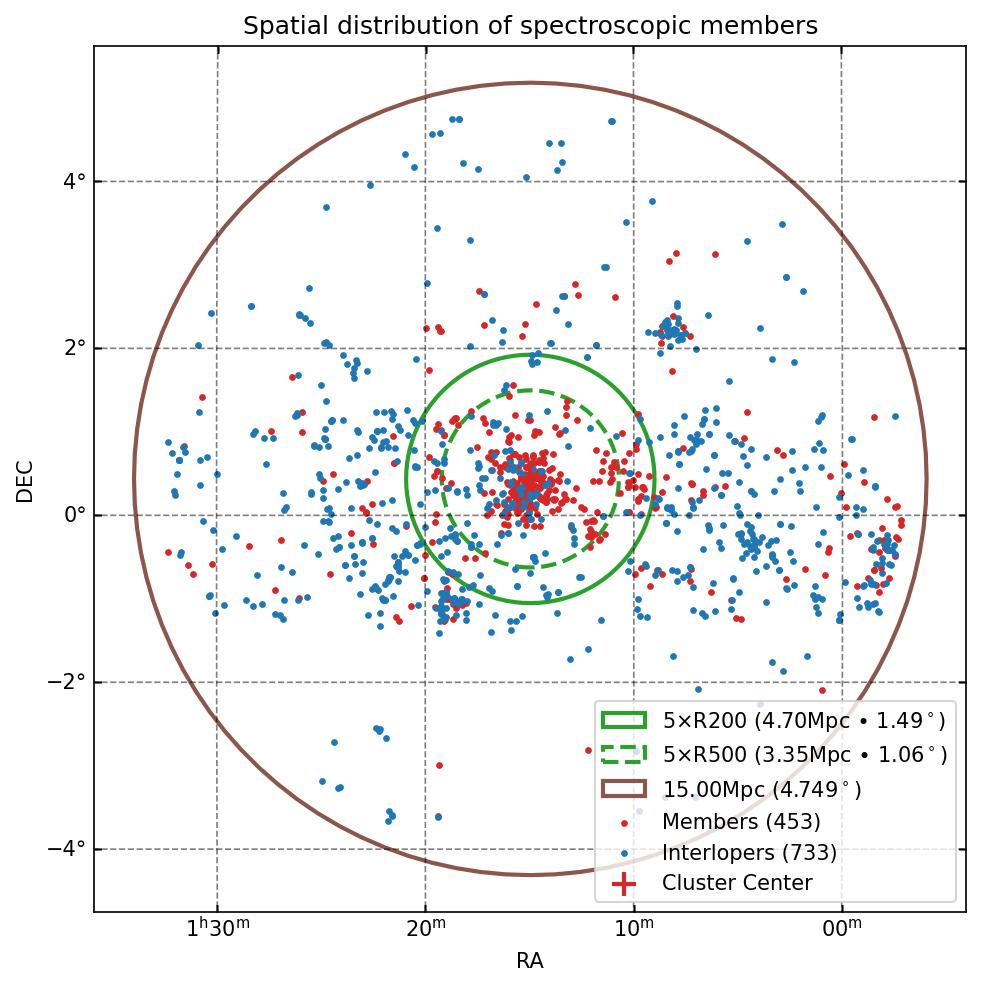 Spatial distribution of spectroscopic members
DEC
4°
2°
0°
−2°
−4°
5×R200 (4.70Mpc • 1.49°)
5×R500 (3.35Mpc • 1.06°)
15.00Mpc (4.749°)
Members (453)
Interlopers (733)
Cluster Center
1ʰ30ᵐ 20ᵐ 10ᵐ 00ᵐ
RA